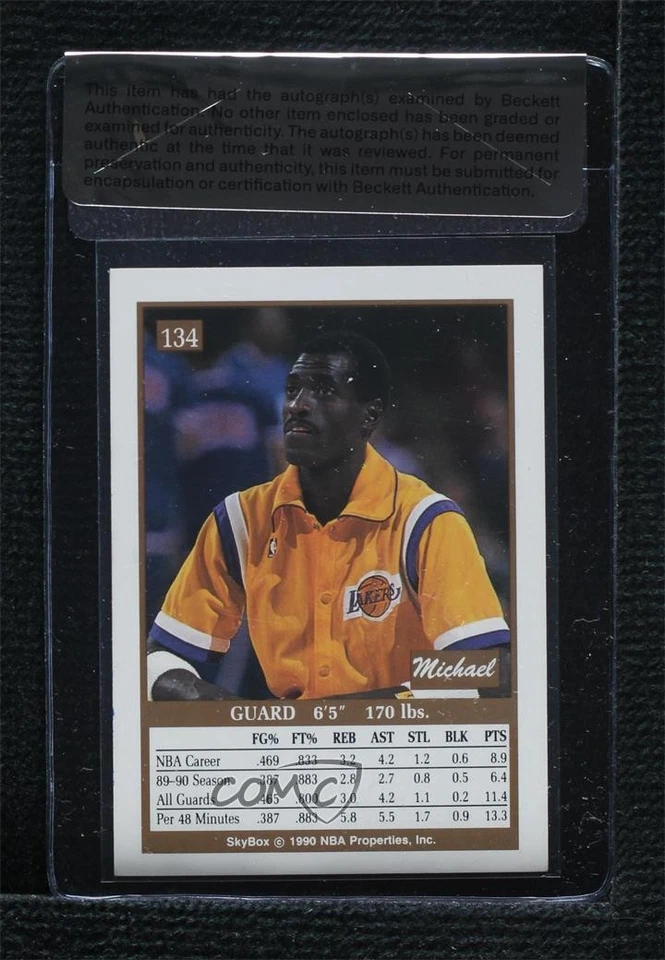 This item has had the autograph(s) examined by Beckett
Authentication. No other item enclosed has been graded or
examined for authenticity. The autograph(s) has been deemed
authentic at the time that it was reviewed. For permanent
preservation and authenticity, this item must be submitted for
encapsulation or certification with Beckett Authentication.
134
LAKERS
Michael
GUARD 6'5" 170 lbs.
FG% FT% REB AST STL BLK PTS
NBA Career .469 .833 3.2 4.2 1.2 0.6 8.9
89-90 Season .387 .883 2.8 2.7 0.8 0.5 6.4
All Guards .465 .800 3.0 4.2 1.1 0.2 11.4
Per 48 Minutes .387 .883 5.8 5.5 1.7 0.9 13.3
COMC
SkyBox © 1990 NBA Properties, Inc.